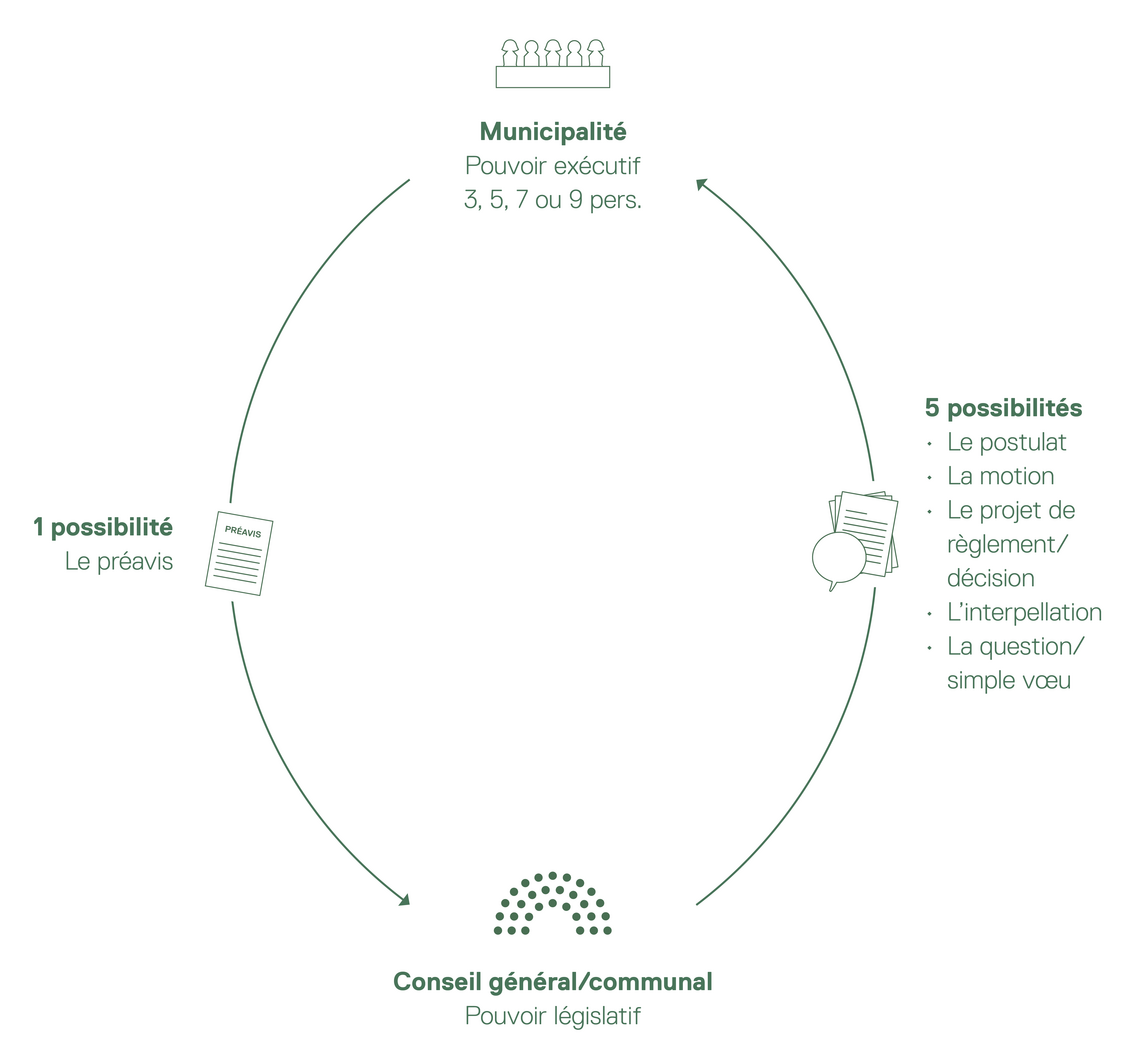 Municipalité
Pouvoir exécutif
3, 5, 7 ou 9 pers.
1 possibilité
Le préavis
PRÉAVIS
5 possibilités
· Le postulat
· La motion
· Le projet de
règlement/
décision
· L’interpellation
· La question/
simple vœu
Conseil général/communal
Pouvoir législatif